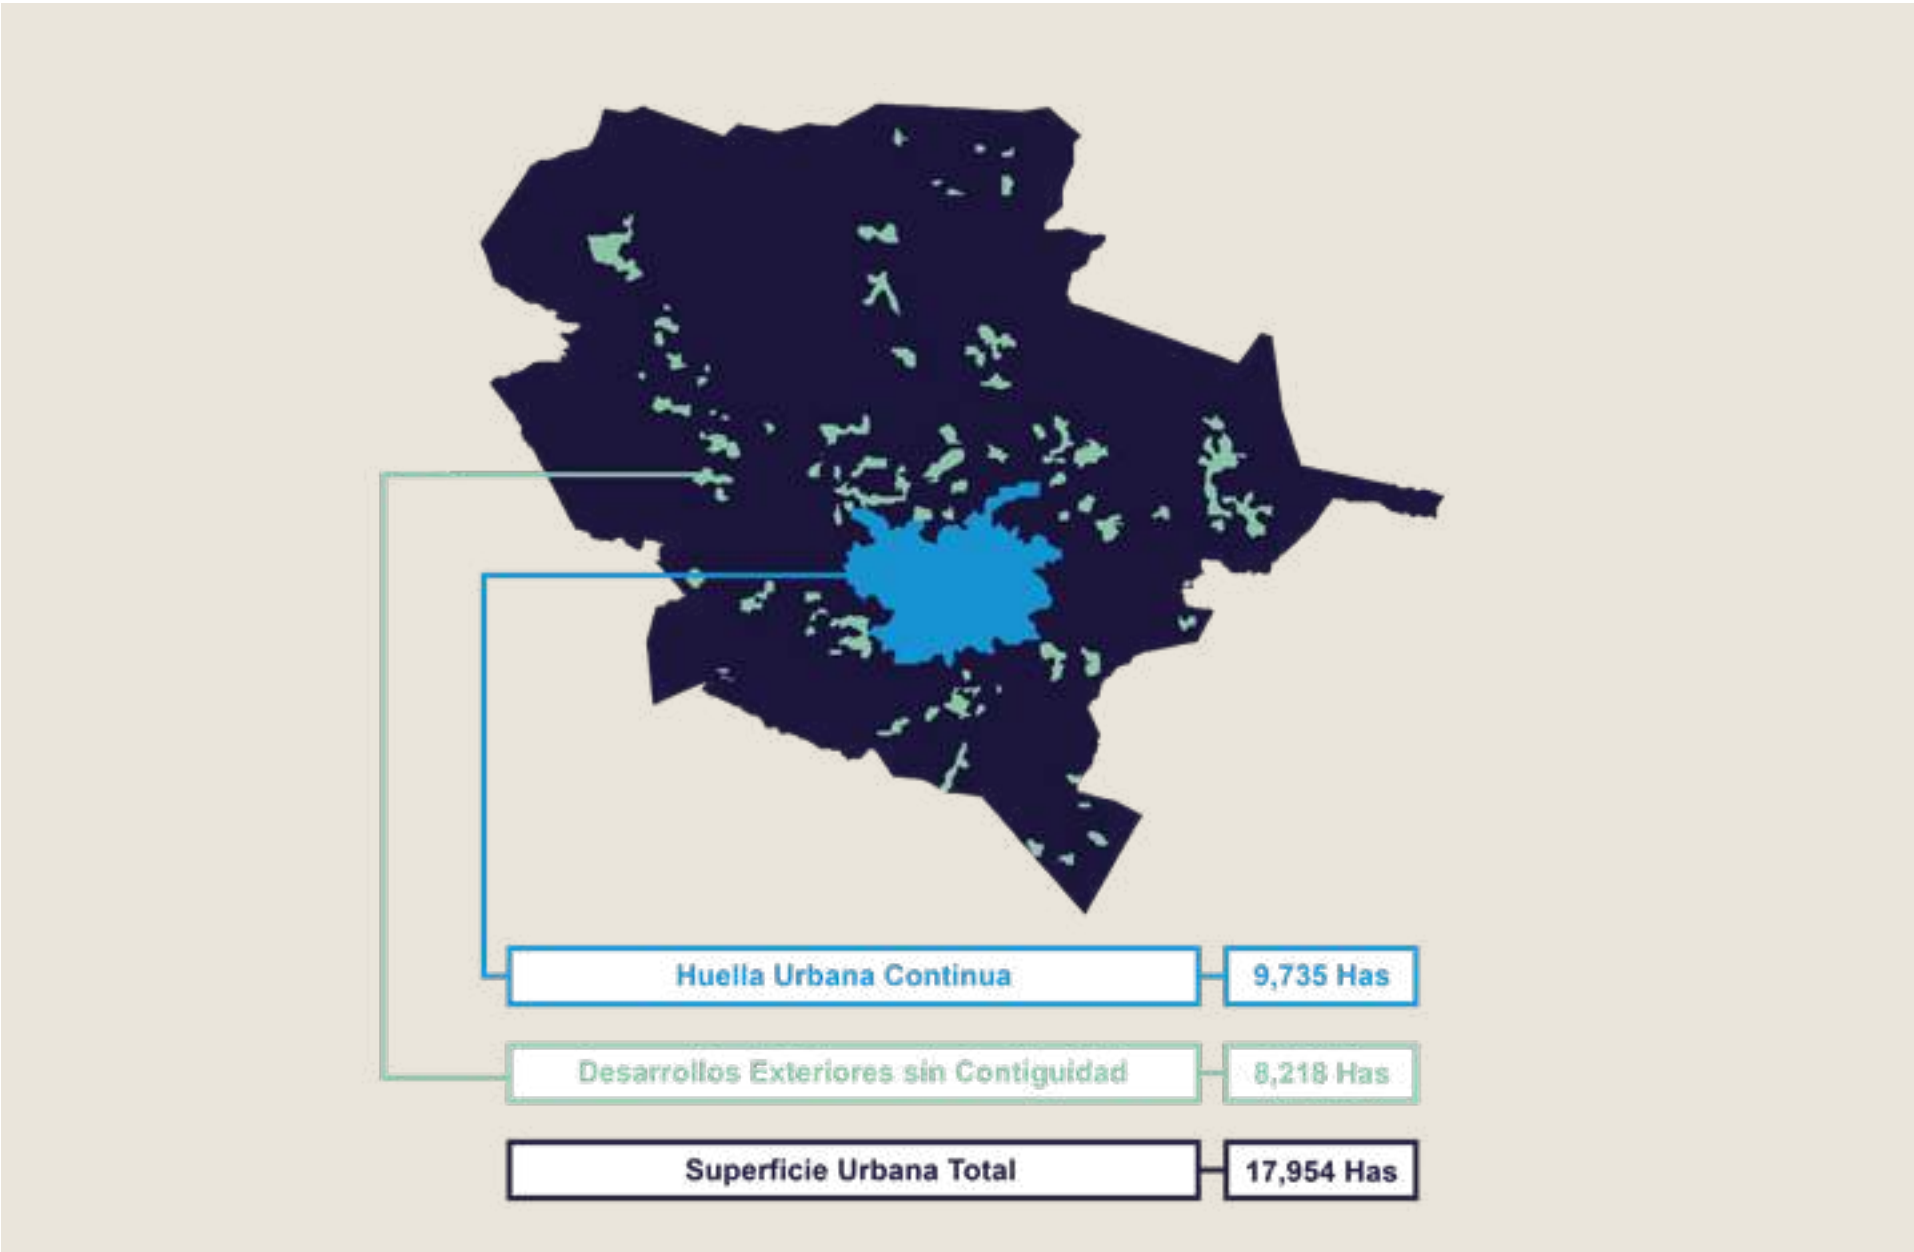 Huella Urbana Continua 9,735 Has
Desarrollos Exteriores sin Contiguidad 8,218 Has
Superficie Urbana Total 17,954 Has